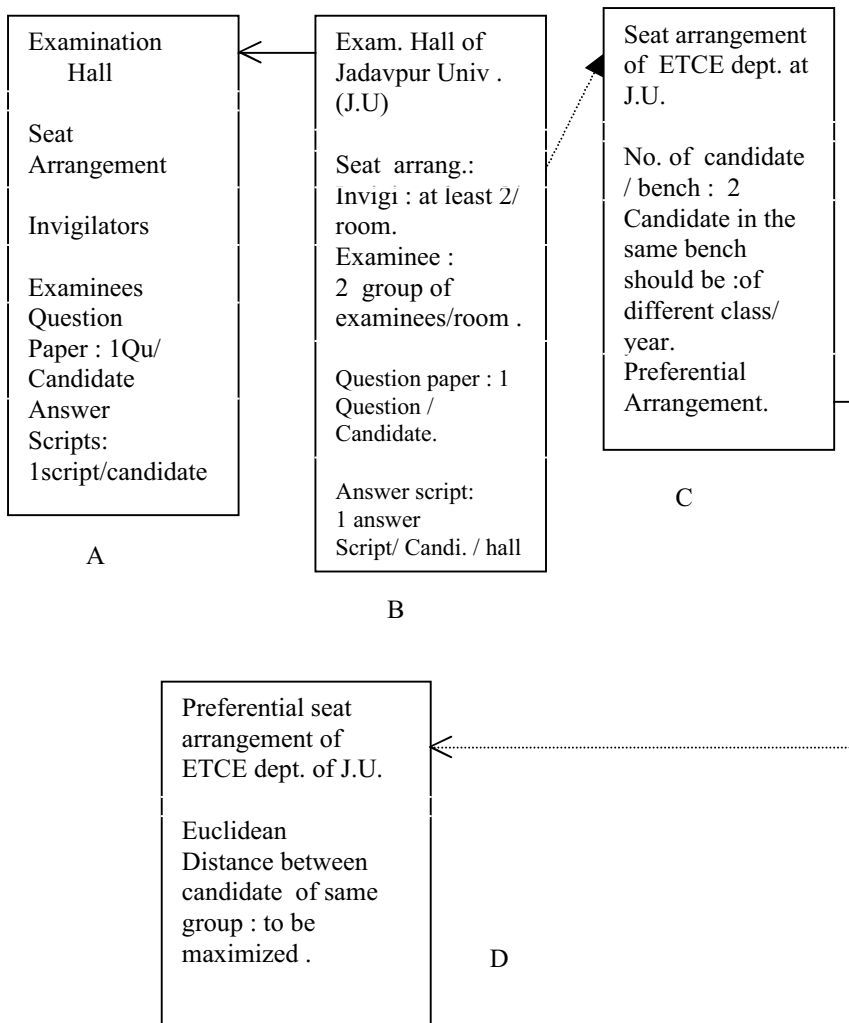 Examination
Hall
Seat
Arrangement
Invigilators
Examinees
Question
Paper : 1Qu/
Candidate
Answer
Scripts:
1script/candidate
A
Exam. Hall of
Jadavpur Univ .
(J.U)
Seat arrang.:
Invigi : at least 2/
room.
Examinee :
2 group of
examinees/room .
Question paper : 1
Question /
Candidate.
Answer script:
1 answer
Script/ Candi. / hall
B
Seat arrangement
of ETCE dept. at
J.U.
No. of candidate
/ bench : 2
Candidate in the
same bench
should be :of
different class/
year.
Preferential
Arrangement.
C
Preferential seat
arrangement of
ETCE dept. of J.U.
Euclidean
Distance between
candidate of same
group : to be
maximized .
D